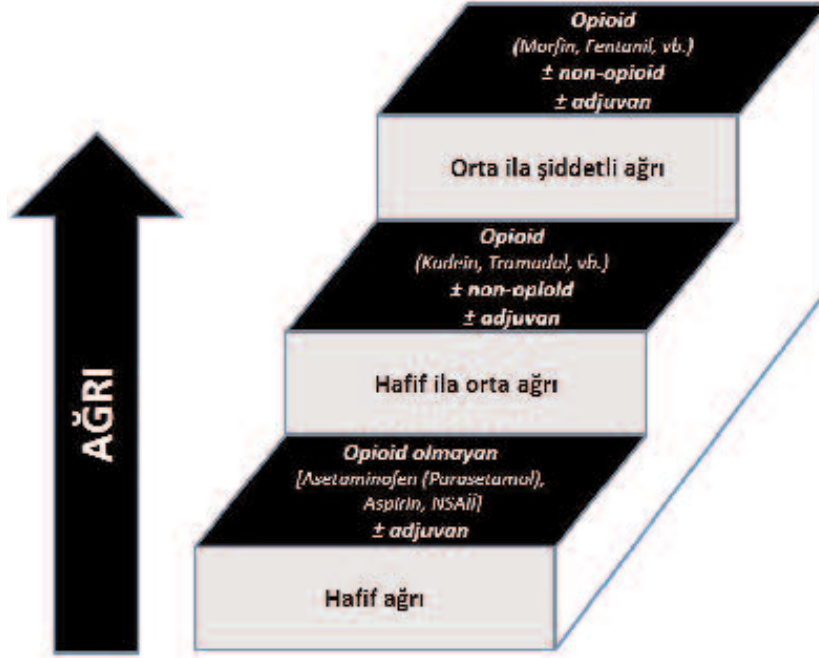 Opioid
(Morfin, Fentanil, vb.)
± non-opioid
± adjuvan
Orta ila şiddetli ağrı
Opioid
(Kodein, Tramadol, vb.)
± non-opioid
± adjuvan
Hafif ila orta ağrı
Opioid olmayan
[Asetaminofen (Parasetamol),
Aspirin, NSAİİ]
± adjuvan
Hafif ağrı
AĞRI